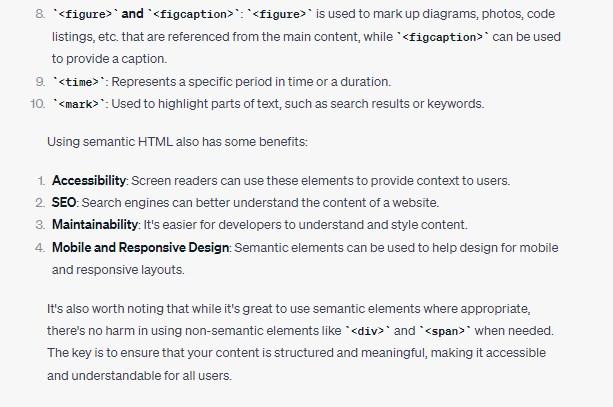 8. `<figure>` and `<figcaption>`: `<figure>` is used to mark up diagrams, photos, code
listings, etc. that are referenced from the main content, while `<figcaption>` can be used
to provide a caption.
9. `<time>`: Represents a specific period in time or a duration.
10. `<mark>`: Used to highlight parts of text, such as search results or keywords.
Using semantic HTML also has some benefits:
1. Accessibility: Screen readers can use these elements to provide context to users.
2. SEO: Search engines can better understand the content of a website.
3. Maintainability: It's easier for developers to understand and style content.
4. Mobile and Responsive Design: Semantic elements can be used to help design for mobile
and responsive layouts.
It's also worth noting that while it's great to use semantic elements where appropriate,
there's no harm in using non-semantic elements like `<div>` and `<span>` when needed.
The key is to ensure that your content is structured and meaningful, making it accessible
and understandable for all users.